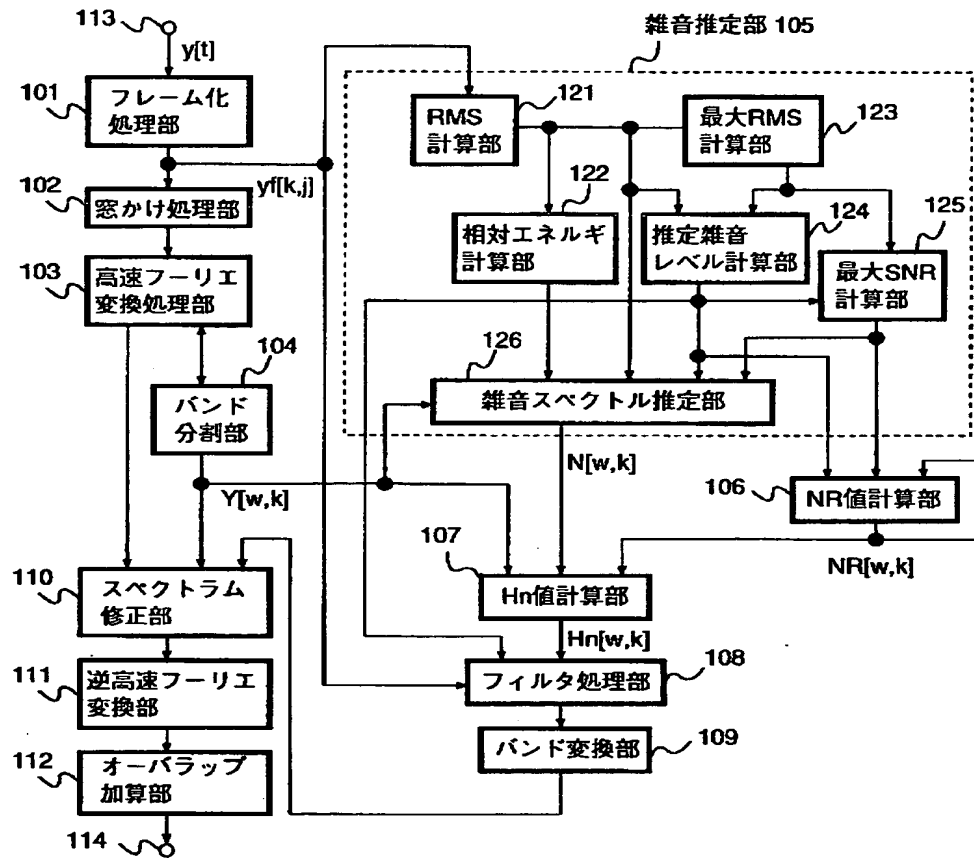 113
y[t]
101
フレーム化
処理部
yf[k,j]
102
窓かけ処理部
103
高速フーリエ
変換処理部
104
バンド
分割部
Y[w,k]
雑音推定部 105
RMS
計算部
121
最大RMS
計算部
123
122
相対エネルギ
計算部
推定雑音
レベル計算部
124
125
最大SNR
計算部
126
雑音スペクトル推定部
N[w,k]
106
NR値計算部
NR[w,k]
107
Hn値計算部
Hn[w,k]
110
スペクトラム
修正部
108
フィルタ処理部
111
逆高速フーリエ
変換部
109
バンド変換部
112
オーバラップ
加算部
114